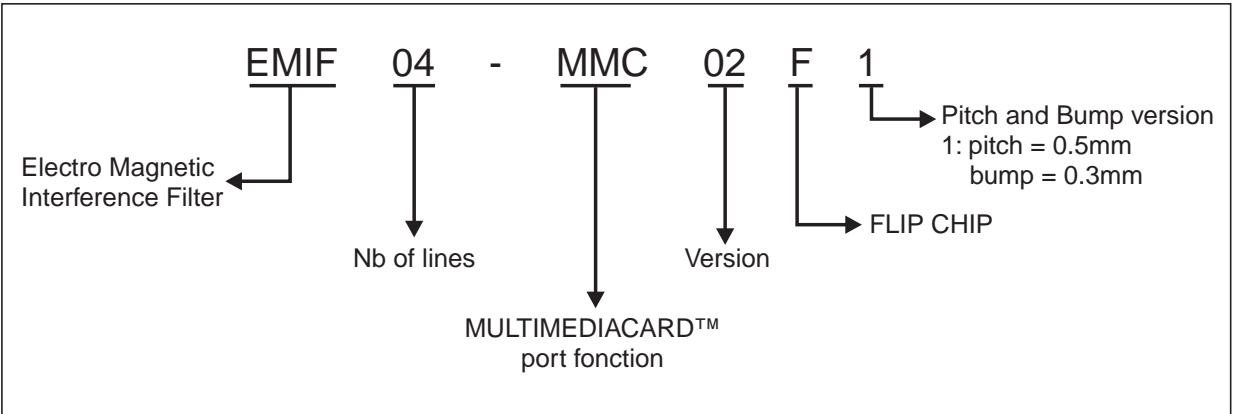 EMIF 04 - MMC 02 F 1
Pitch and Bump version
1: pitch = 0.5mm
bump = 0.3mm
Electro Magnetic
Interference Filter
FLIP CHIP
Nb of lines
Version
MULTIMEDIACARD™
port fonction